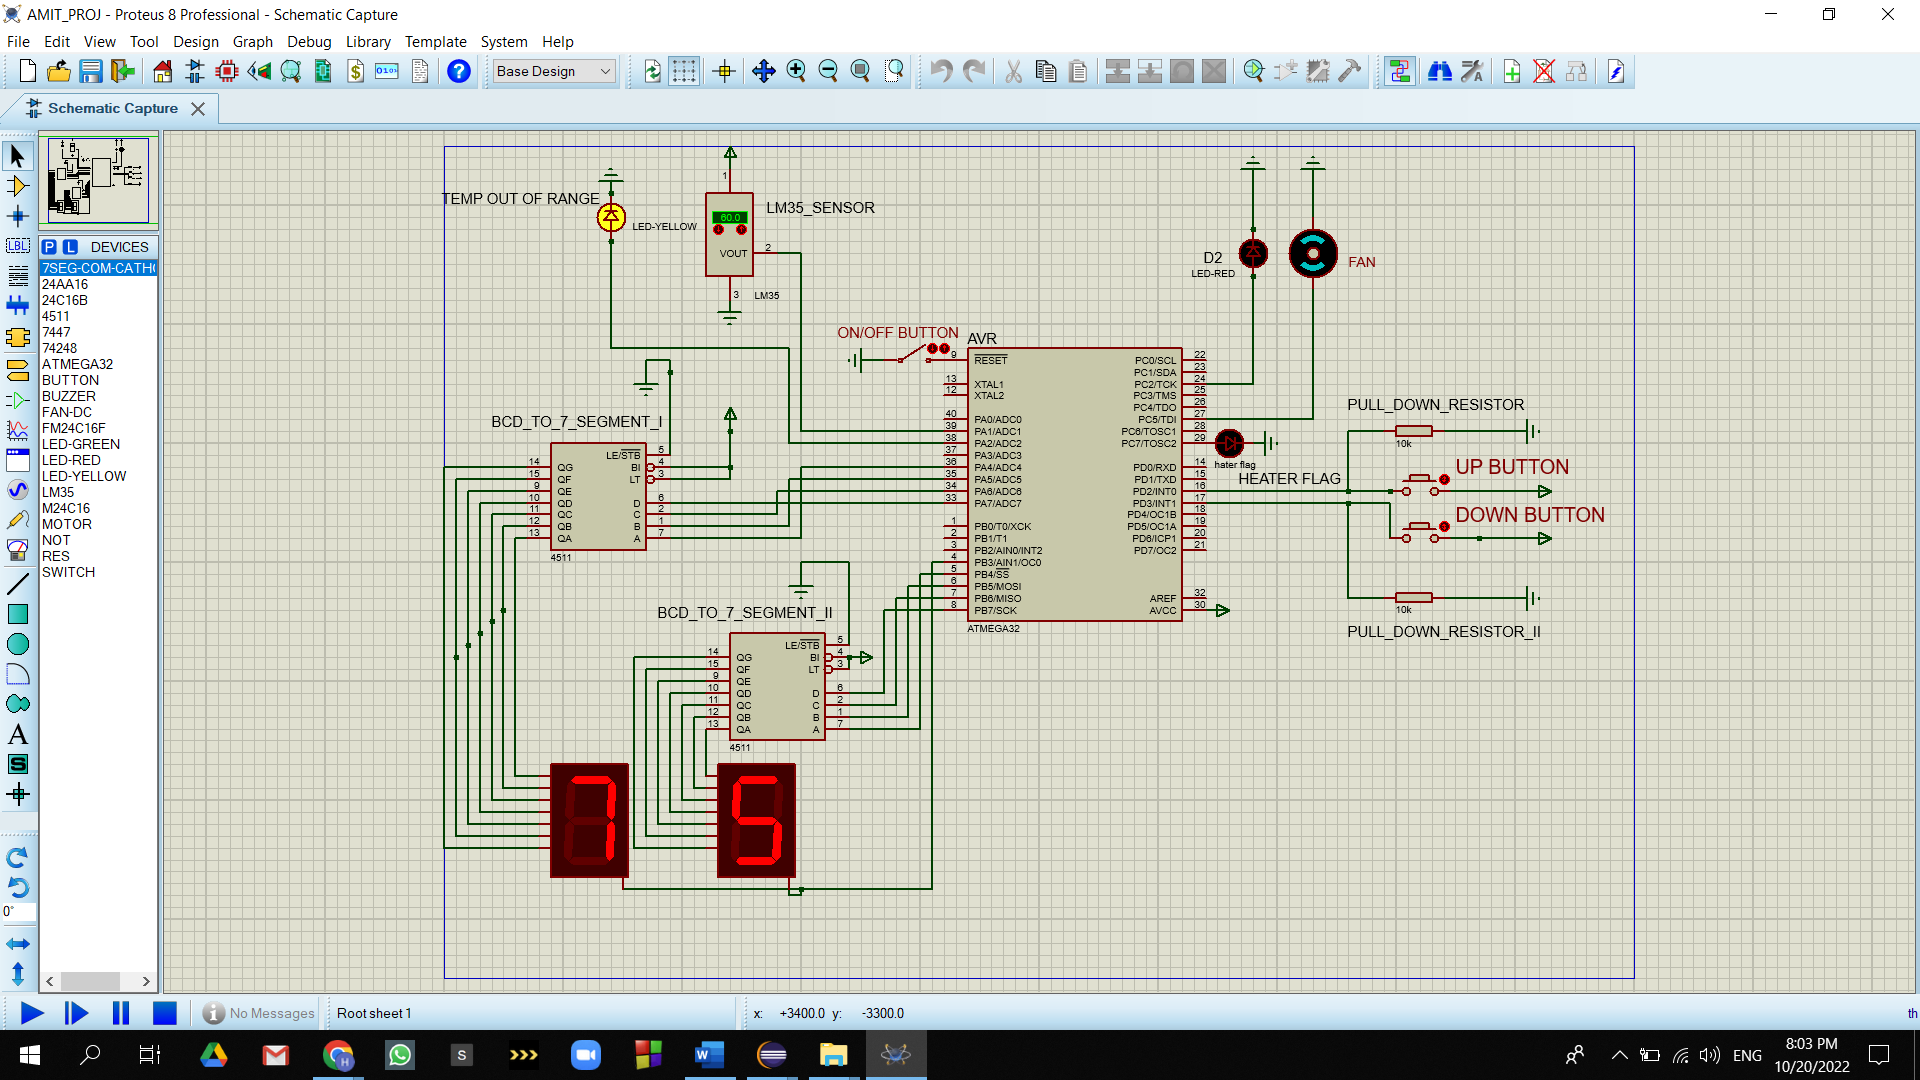 AMIT_PROJ - Proteus 8 Professional - Schematic Capture
File Edit View Tool Design Graph Debug Library Template System Help
Base Design
Schematic Capture
P L DEVICES
7SEG-COM-CATH
24AA16
24C16B
4511
7447
74248
ATMEGA32
BUTTON
BUZZER
FAN-DC
FM24C16F
LED-GREEN
LED-RED
LED-YELLOW
LM35
M24C16
MOTOR
NOT
RES
SWITCH
LBL
A
S
0°
TEMP OUT OF RANGE
LED-YELLOW
1
60.0
VOUT
2
3
LM35
LM35_SENSOR
D2
LED-RED
FAN
ON/OFF BUTTON
AVR
9 RESET
13 XTAL1
12 XTAL2
40 PA0/ADC0
39 PA1/ADC1
38 PA2/ADC2
37 PA3/ADC3
36 PA4/ADC4
35 PA5/ADC5
34 PA6/ADC6
33 PA7/ADC7
1 PB0/T0/XCK
2 PB1/T1
3 PB2/AIN0/INT2
4 PB3/AIN1/OC0
5 PB4/SS
6 PB5/MOSI
7 PB6/MISO
8 PB7/SCK
PC0/SCL 22
PC1/SDA 23
PC2/TCK 24
PC3/TMS 25
PC4/TDO 26
PC5/TDI 27
PC6/TOSC1 28
PC7/TOSC2 29
PD0/RXD 14
PD1/TXD 15
PD2/INT0 16
PD3/INT1 17
PD4/OC1B 18
PD5/OC1A 19
PD6/ICP1 20
PD7/OC2 21
AREF 32
AVCC 30
ATMEGA32
hater flag
HEATER FLAG
PULL_DOWN_RESISTOR
10k
UP BUTTON
DOWN BUTTON
10k
PULL_DOWN_RESISTOR_II
BCD_TO_7_SEGMENT_I
14 QG
15 QF
9 QE
10 QD
11 QC
12 QB
13 QA
LE/STB 5
BI 4
LT 3
D 6
C 2
B 1
A 7
4511
BCD_TO_7_SEGMENT_II
14 QG
15 QF
9 QE
10 QD
11 QC
12 QB
13 QA
LE/STB 5
BI 4
LT 3
D 6
C 2
B 1
A 7
4511
7 5
No Messages
Root sheet 1
x: +3400.0 y: -3300.0
th
ENG
8:03 PM
10/20/2022